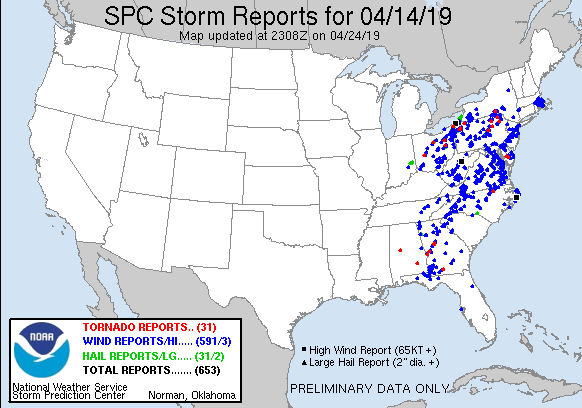 SPC Storm Reports for 04/14/19
Map updated at 2308Z on 04/24/19
NOAA
TORNADO REPORTS.. (31)
WIND REPORTS/HI..... (591/3)
HAIL REPORTS/LG..... (31/2)
TOTAL REPORTS....... (653)
National Weather Service
Storm Prediction Center Norman, Oklahoma
High Wind Report (65KT +)
Large Hail Report (2" dia. +)
PRELIMINARY DATA ONLY